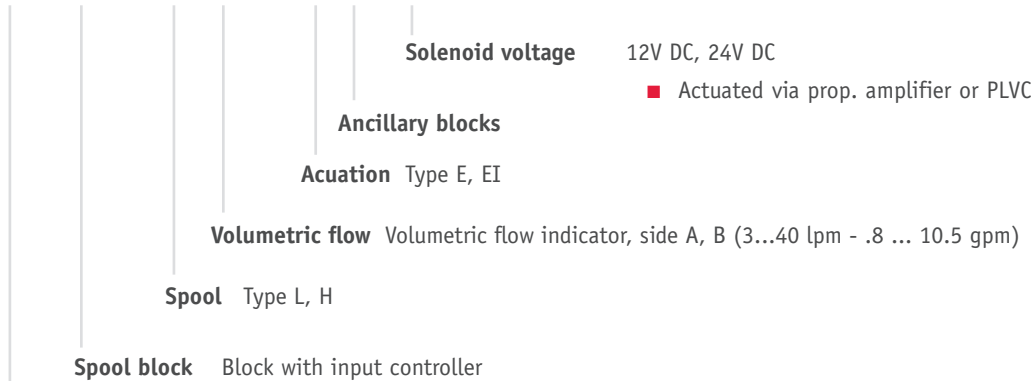 Solenoid voltage 12V DC, 24V DC
■ Actuated via prop. amplifier or PLVC
Ancillary blocks
Acuation Type E, EI
Volumetric flow Volumetric flow indicator, side A, B (3...40 lpm - .8 ... 10.5 gpm)
Spool Type L, H
Spool block Block with input controller